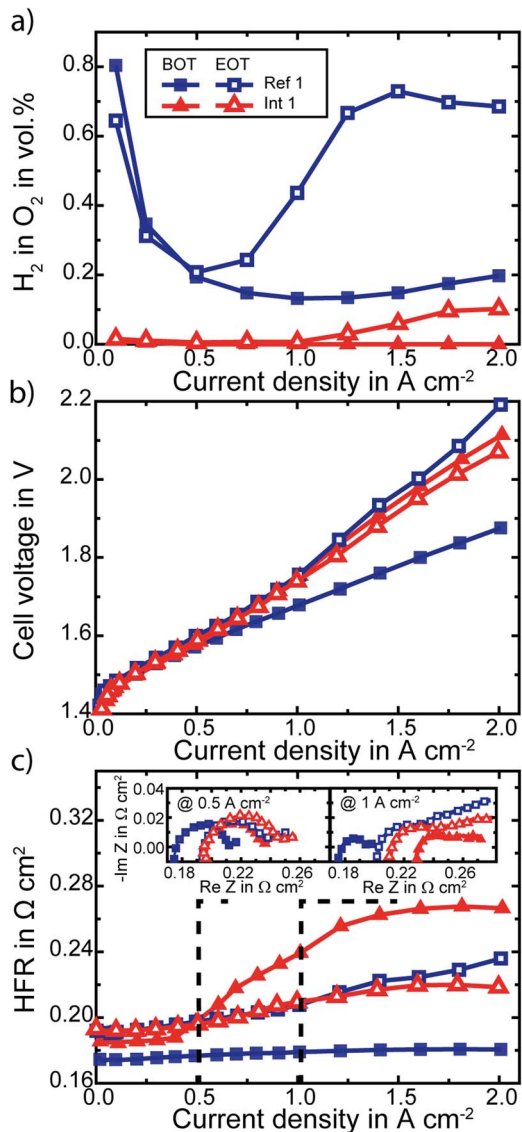 a)
H2 in O2 in vol.%
0.8
0.6
0.4
0.2
0.0
BOT EOT
Ref 1
Int 1
0.0 0.5 1.0 1.5 2.0
Current density in A cm-2
b)
Cell voltage in V
2.2
2.0
1.8
1.6
1.4
0.0 0.5 1.0 1.5 2.0
Current density in A cm-2
c)
HFR in Ω cm2
0.32
0.28
0.24
0.20
0.16
-Im Z in Ω cm2
0.04
0.02
0.00
@ 0.5 A cm-2
@ 1 A cm-2
0.18 0.22 0.26
0.18 0.22 0.26
Re Z in Ω cm2
Re Z in Ω cm2
0.0 0.5 1.0 1.5 2.0
Current density in A cm-2